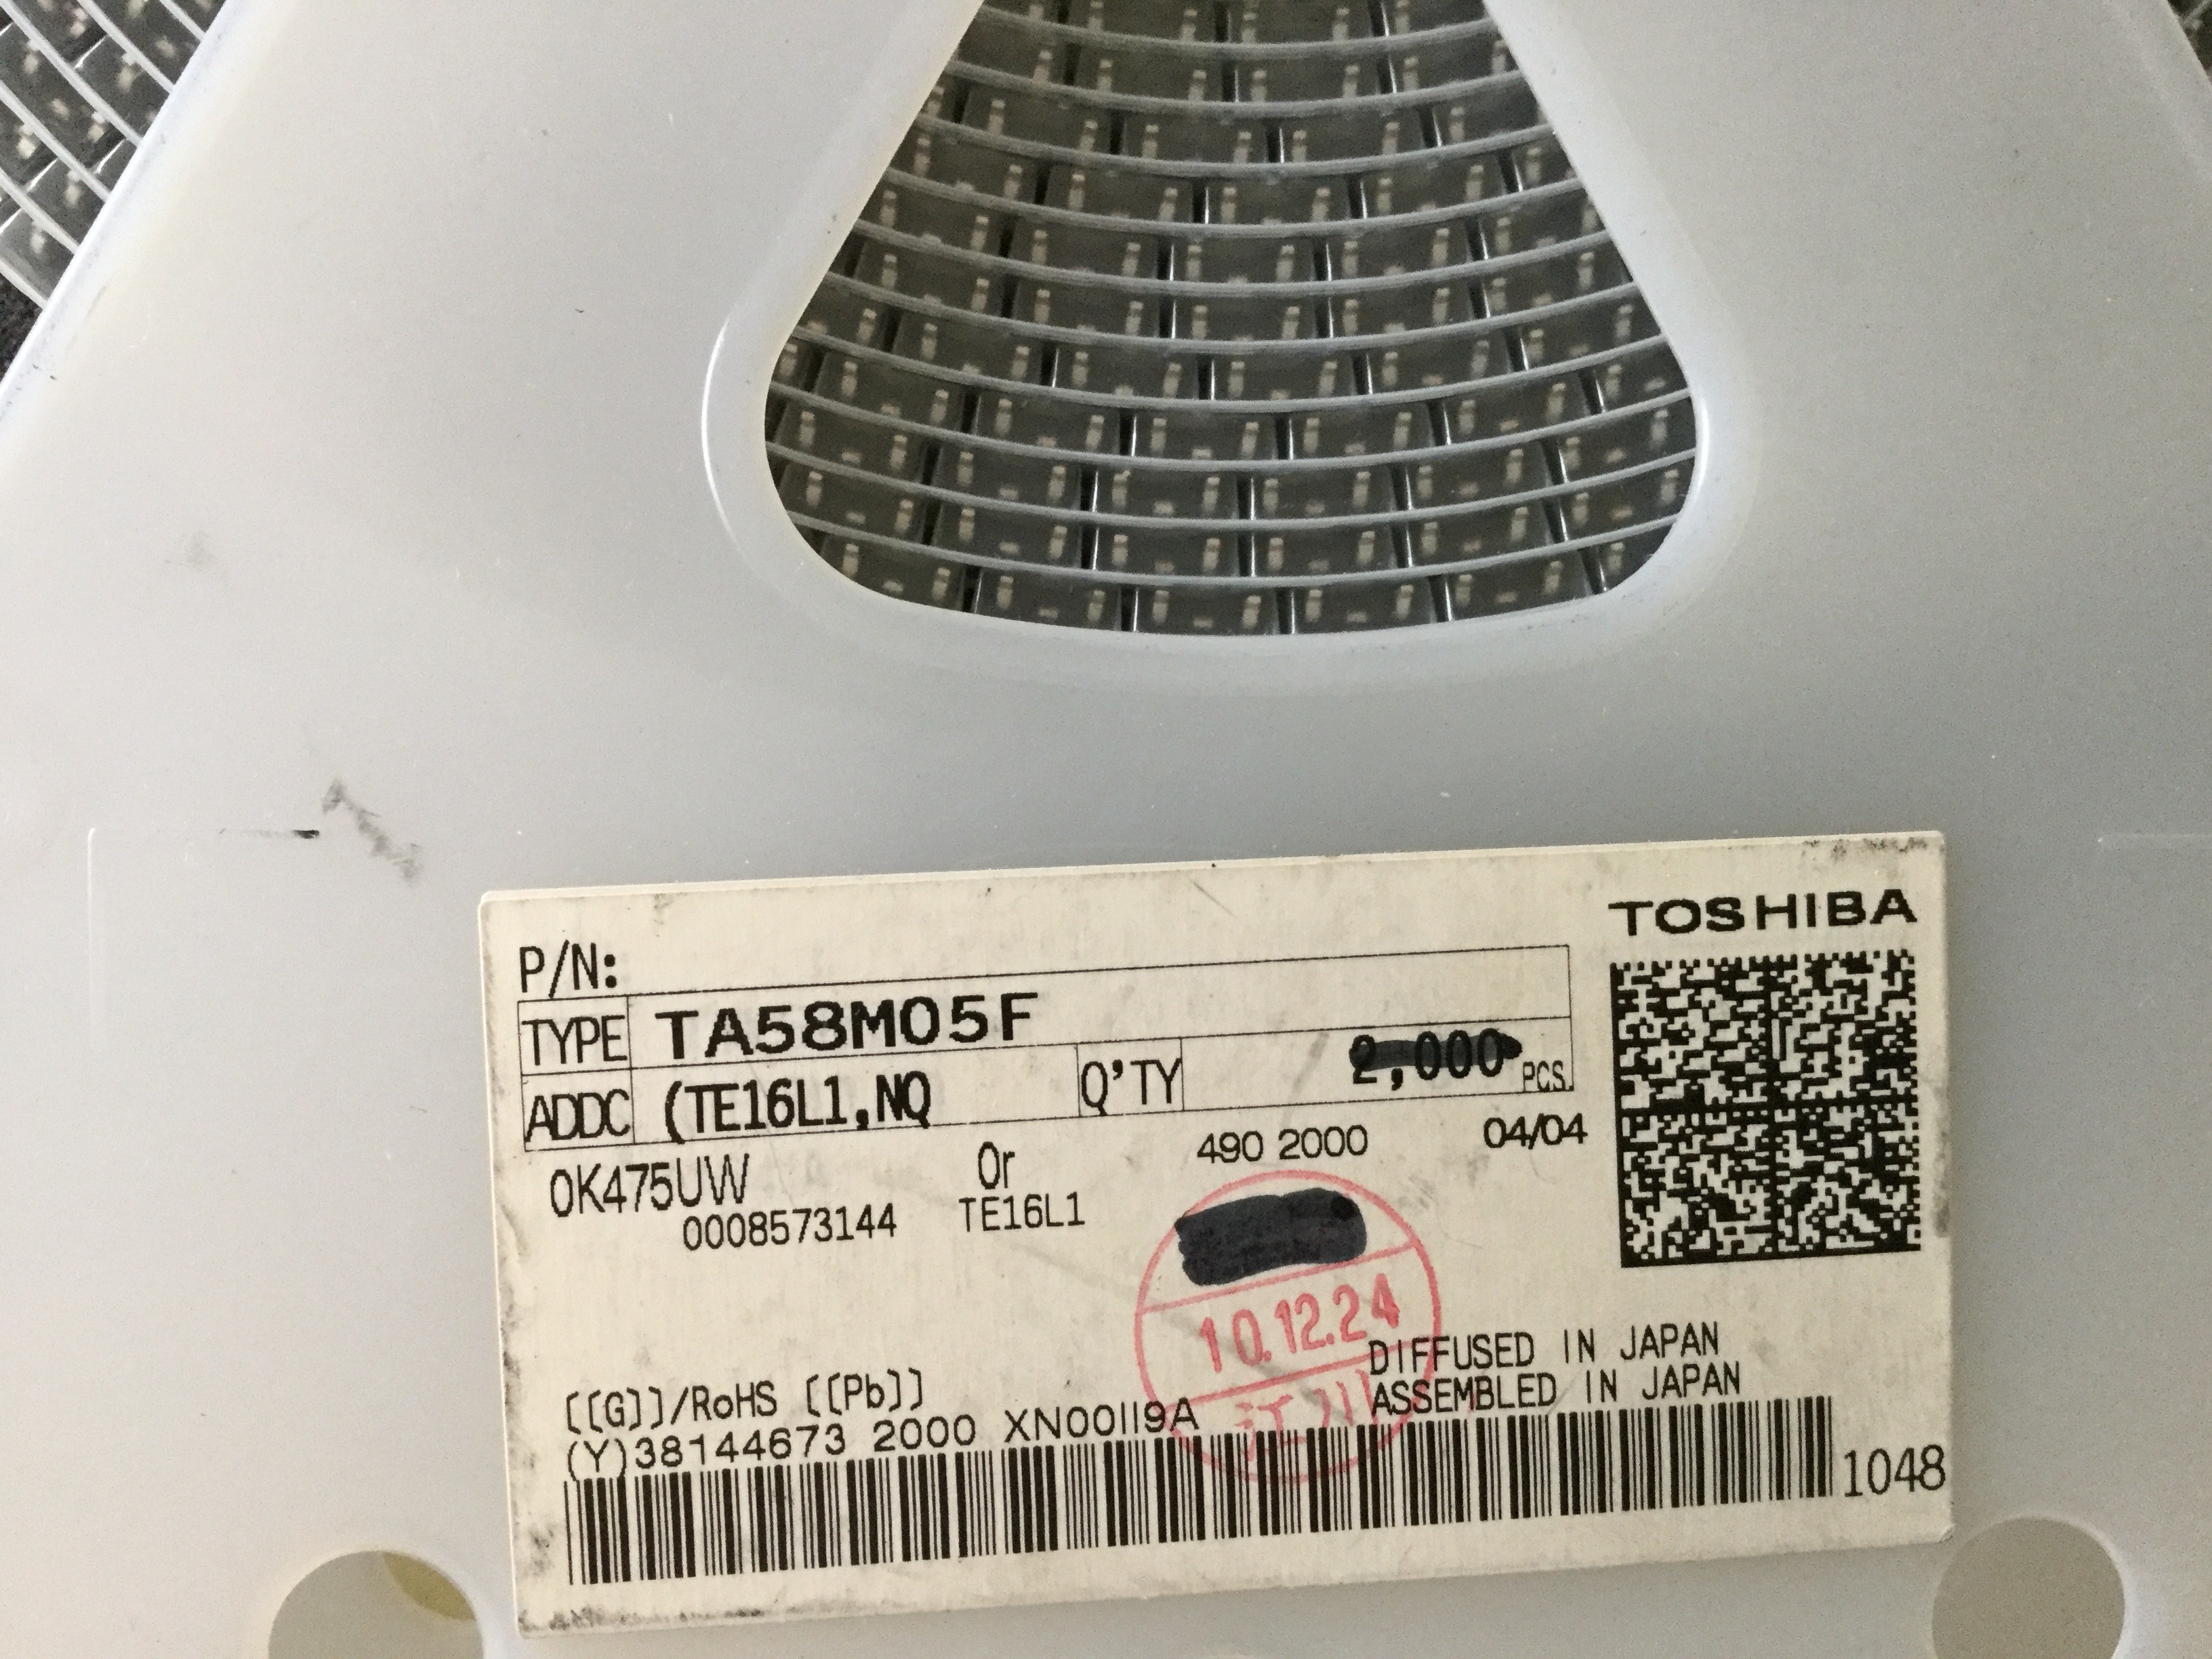 TOSHIBA
P/N:
TYPE TA58M05F
ADDC (TE16L1,NQ Q'TY 2,000 PCS.
0K475UW Or 490 2000 04/04
0008573144 TE16L1
10.12.24
DIFFUSED IN JAPAN
[[G]]/RoHS [[Pb]] ASSEMBLED IN JAPAN
(Y)38144673 2000 XN00119A
1048